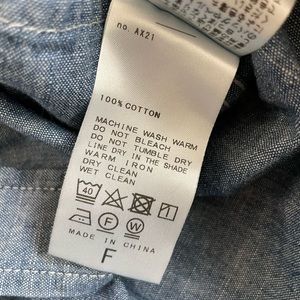 no. AX21
100% COTTON
MACHINE WASH WARM
DO NOT BLEACH
DO NOT TUMBLE DRY
LINE DRY IN THE SHADE
WARM IRON
DRY CLEAN
WET CLEAN
40
F W
MADE IN CHINA
F